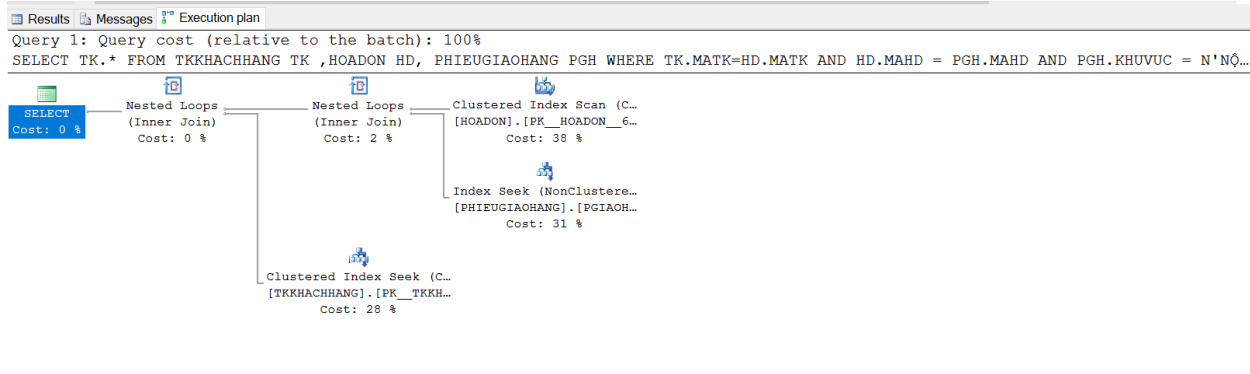 Results Messages Execution plan
Query 1: Query cost (relative to the batch): 100%
SELECT TK.* FROM TKKHACHHANG TK ,HOADON HD, PHIEUGIAOHANG PGH WHERE TK.MATK=HD.MATK AND HD.MAHD = PGH.MAHD AND PGH.KHUVUC = N'NỘ…
SELECT
Cost: 0 %
Nested Loops
(Inner Join)
Cost: 0 %
Nested Loops
(Inner Join)
Cost: 2 %
Clustered Index Scan (C…
[HOADON].[PK__HOADON__6…
Cost: 38 %
Index Seek (NonClustere…
[PHIEUGIAOHANG].[PGIAOH…
Cost: 31 %
Clustered Index Seek (C…
[TKKHACHHANG].[PK__TKKH…
Cost: 28 %